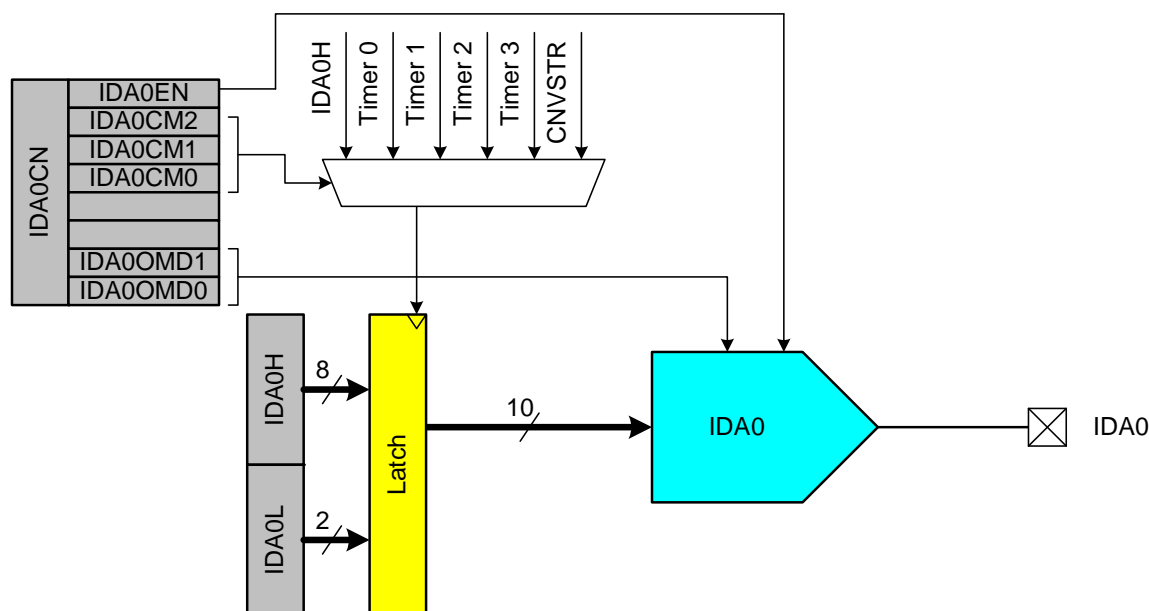 IDA0CN
IDA0EN
IDA0CM2
IDA0CM1
IDA0CM0
IDA0OMD1
IDA0OMD0
IDA0H
Timer 0
Timer 1
Timer 2
Timer 3
CNVSTR
IDA0H
8
IDA0L
2
Latch
10
IDA0
IDA0